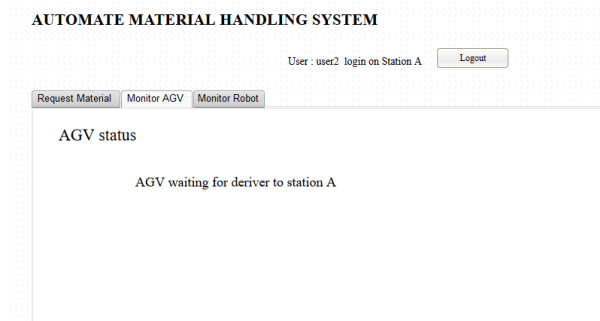 AUTOMATE MATERIAL HANDLING SYSTEM
User : user2 login on Station A Logout
Request Material Monitor AGV Monitor Robot
AGV status
AGV waiting for deriver to station A